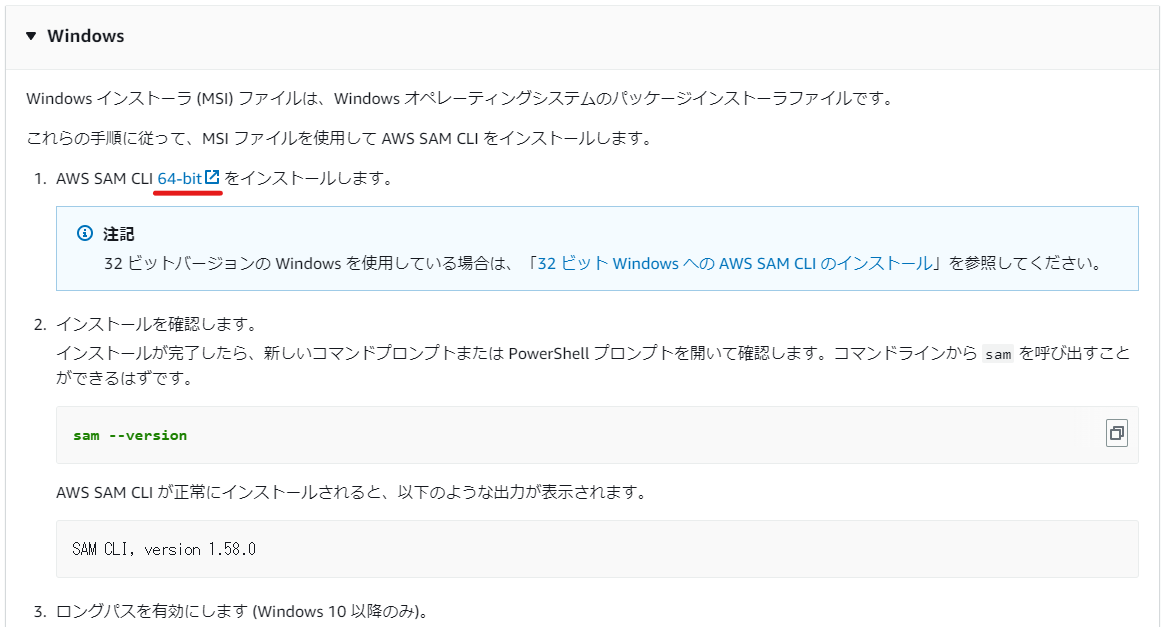 Windows
Windows インストーラ (MSI) ファイルは、Windows オペレーティングシステムのパッケージインストーラファイルです。
これらの手順に従って、MSI ファイルを使用して AWS SAM CLI をインストールします。
1. AWS SAM CLI 64-bit をインストールします。
注記
32 ビットバージョンの Windows を使用している場合は、「32 ビット Windows への AWS SAM CLI のインストール」を参照してください。
2. インストールを確認します。
インストールが完了したら、新しいコマンドプロンプトまたは PowerShell プロンプトを開いて確認します。コマンドラインから sam を呼び出すこと
ができるはずです。
sam --version
AWS SAM CLI が正常にインストールされると、以下のような出力が表示されます。
SAM CLI, version 1.58.0
3. ロングパスを有効にします (Windows 10 以降のみ)。